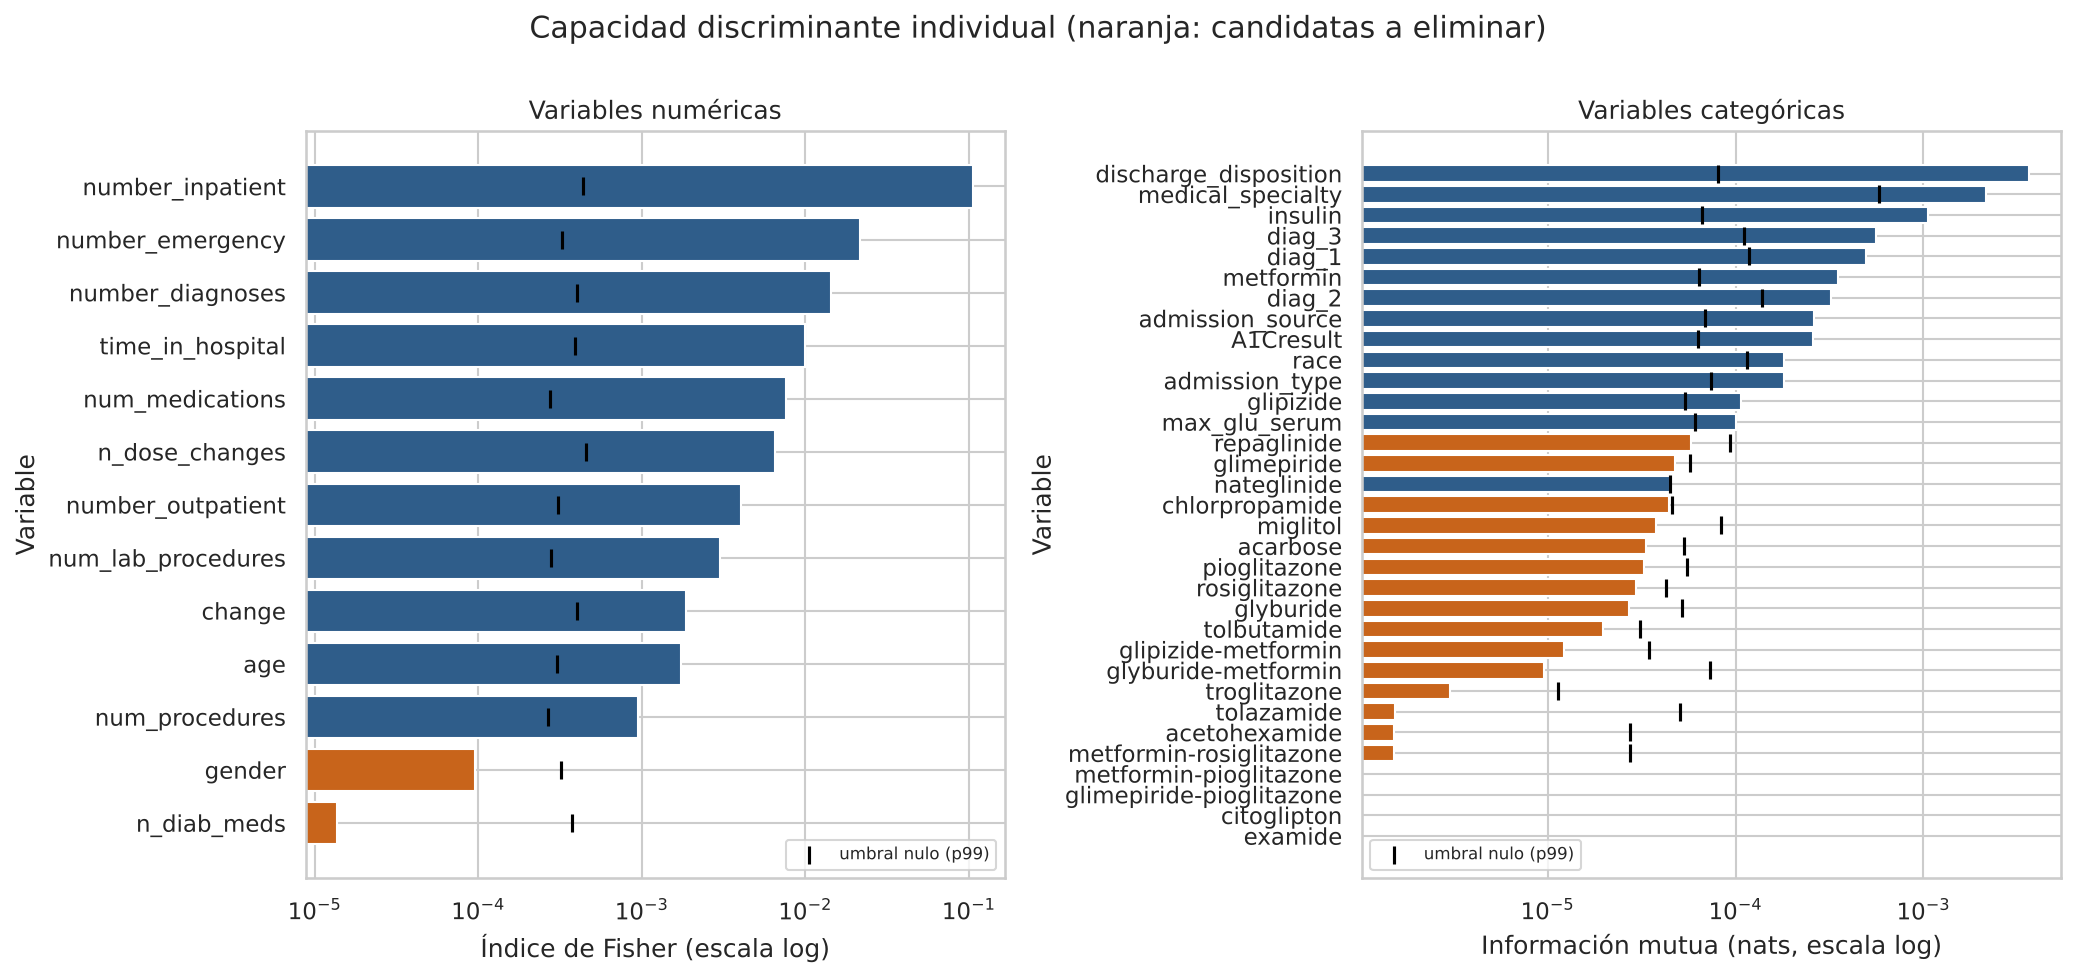 Capacidad discriminante individual (naranja: candidatas a eliminar)
Variables numéricas
Variable
number_inpatient
number_emergency
number_diagnoses
time_in_hospital
num_medications
n_dose_changes
number_outpatient
num_lab_procedures
change
age
num_procedures
gender
n_diab_meds
umbral nulo (p99)
10⁻⁵ 10⁻⁴ 10⁻³ 10⁻² 10⁻¹
Índice de Fisher (escala log)
Variables categóricas
Variable
discharge_disposition
medical_specialty
insulin
diag_3
diag_1
metformin
diag_2
admission_source
A1Cresult
race
admission_type
glipizide
max_glu_serum
repaglinide
glimepiride
nateglinide
chlorpropamide
miglitol
acarbose
pioglitazone
rosiglitazone
glyburide
tolbutamide
glipizide-metformin
glyburide-metformin
troglitazone
tolazamide
acetohexamide
metformin-rosiglitazone
metformin-pioglitazone
glimepiride-pioglitazone
citoglipton
examide
umbral nulo (p99)
10⁻⁵ 10⁻⁴ 10⁻³
Información mutua (nats, escala log)